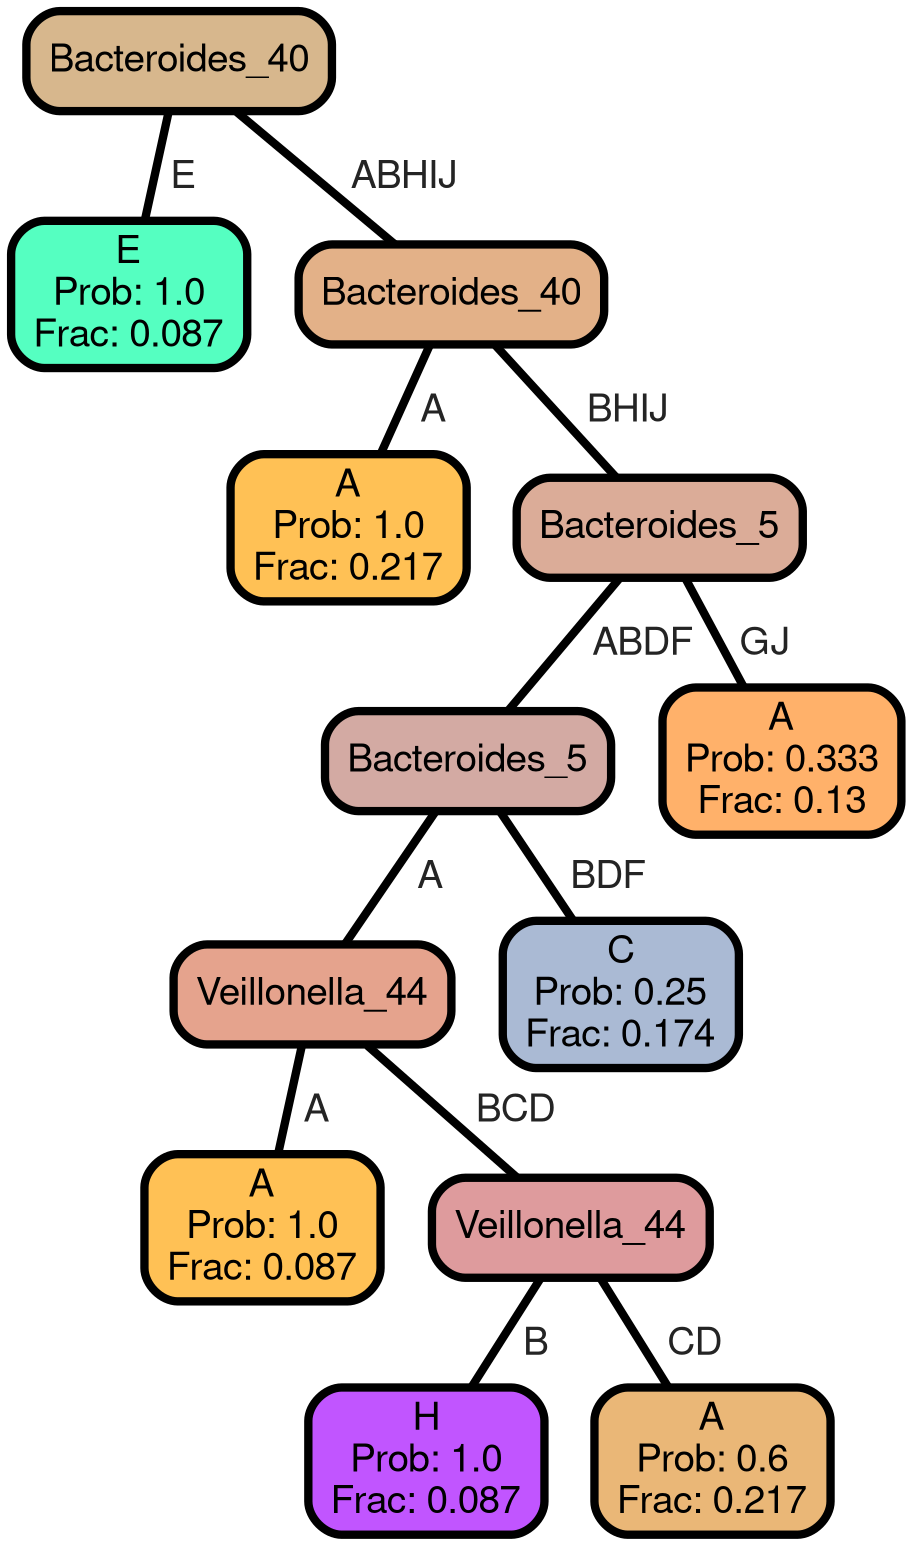 Bacteroides_40
E
ABHIJ
E
Prob: 1.0
Frac: 0.087
Bacteroides_40
A
BHIJ
A
Prob: 1.0
Frac: 0.217
Bacteroides_5
ABDF
GJ
Bacteroides_5
A
Prob: 0.333
Frac: 0.13
A
BDF
Veillonella_44
C
Prob: 0.25
Frac: 0.174
A
BCD
A
Prob: 1.0
Frac: 0.087
Veillonella_44
B
CD
H
Prob: 1.0
Frac: 0.087
A
Prob: 0.6
Frac: 0.217